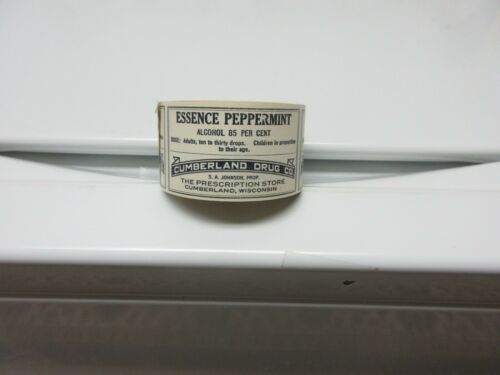 ESSENCE PEPPERMINT
ALCOHOL 85 PER CENT
DOSE: Adults, ten to thirty drops. Children in proportion
to their age.
CUMBERLAND DRUG CO
S. A. JOHNSON, PROP.
THE PRESCRIPTION STORE
CUMBERLAND, WISCONSIN